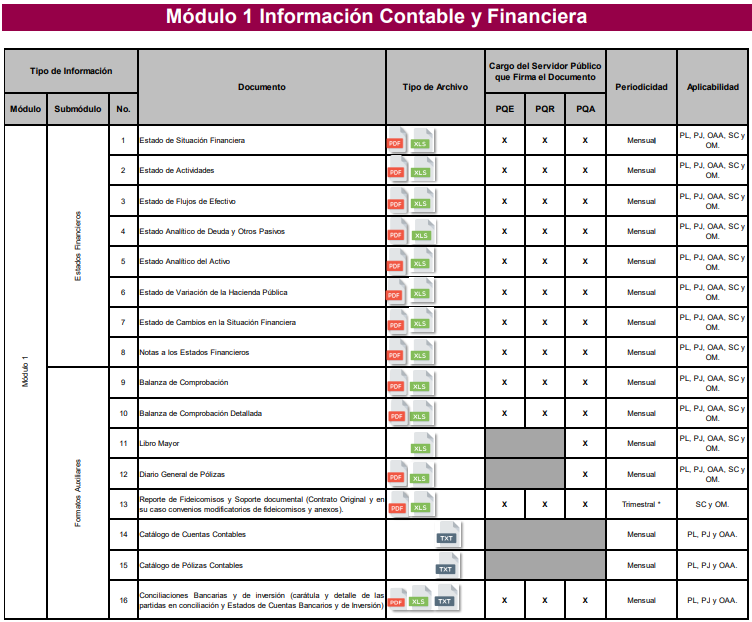 Módulo 1 Información Contable y Financiera
Tipo de Información
Documento
Tipo de Archivo
Cargo del Servidor Público
que Firma el Documento
Periodicidad
Aplicabilidad
Módulo Submódulo No.
PQE PQR PQA
Módulo 1
Estados Financieros
1 Estado de Situación Financiera PDF XLS X X X Mensual PL, PJ, OAA, SC y
OM.
2 Estado de Actividades PDF XLS X X X Mensual PL, PJ, OAA, SC y
OM.
3 Estado de Flujos de Efectivo PDF XLS X X X Mensual PL, PJ, OAA, SC y
OM.
4 Estado Analítico de Deuda y Otros Pasivos PDF XLS X X X Mensual PL, PJ, OAA, SC y
OM.
5 Estado Analítico del Activo PDF XLS X X X Mensual PL, PJ, OAA, SC y
OM.
6 Estado de Variación de la Hacienda Pública PDF XLS X X X Mensual PL, PJ, OAA, SC y
OM.
7 Estado de Cambios en la Situación Financiera PDF XLS X X X Mensual PL, PJ, OAA, SC y
OM.
8 Notas a los Estados Financieros PDF XLS X X X Mensual PL, PJ, OAA, SC y
OM.
Formatos Auxiliares
9 Balanza de Comprobación PDF XLS X X X Mensual PL, PJ, OAA, SC y
OM.
10 Balanza de Comprobación Detallada PDF XLS X X X Mensual PL, PJ, OAA, SC y
OM.
11 Libro Mayor XLS X Mensual PL, PJ, OAA, SC y
OM.
12 Diario General de Pólizas PDF XLS X Mensual PL, PJ, OAA, SC y
OM.
13 Reporte de Fideicomisos y Soporte documental (Contrato Original y en
su caso convenios modificatorios de fideicomisos y anexos). PDF XLS X X X Trimestral * SC y OM.
14 Catálogo de Cuentas Contables TXT Mensual PL, PJ y OAA.
15 Catálogo de Pólizas Contables TXT Mensual PL, PJ y OAA.
16 Conciliaciones Bancarias y de inversión (carátula y detalle de las
partidas en conciliación y Estados de Cuentas Bancarios y de Inversión) PDF XLS TXT X X X Mensual PL, PJ y OAA.